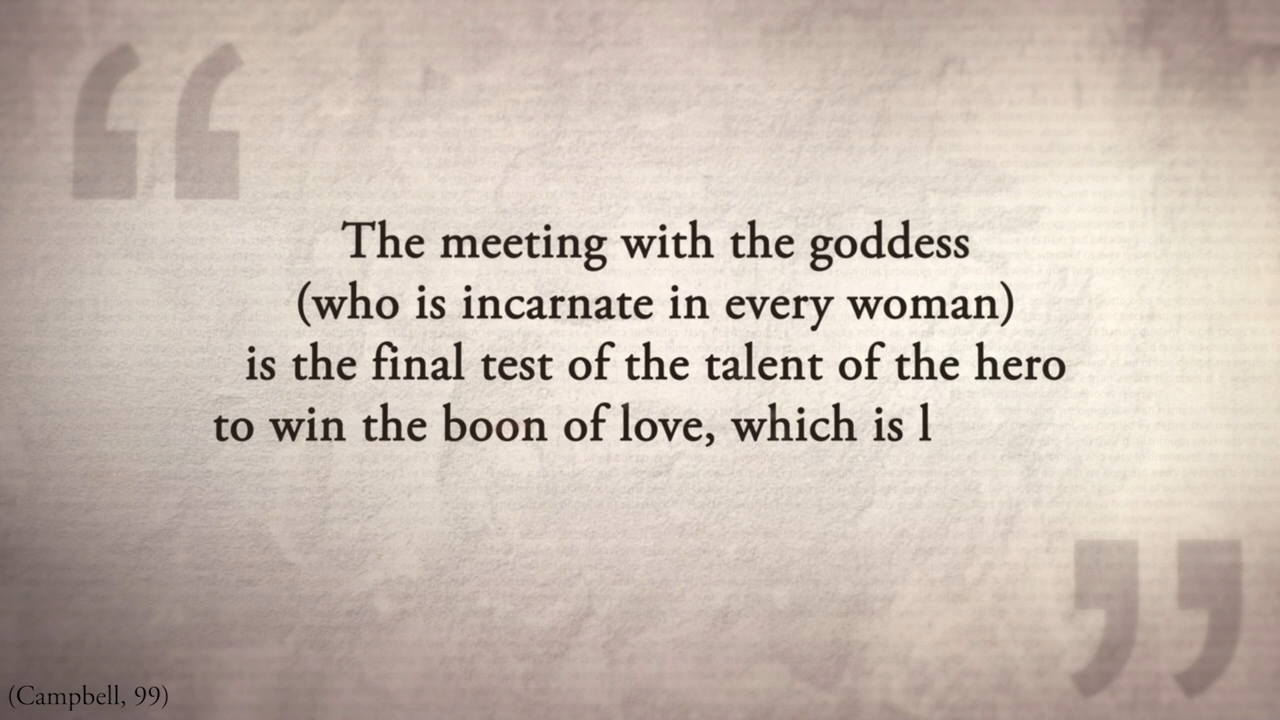 The meeting with the goddess
(who is incarnate in every woman)
is the final test of the talent of the hero
to win the boon of love, which is l
(Campbell, 99)